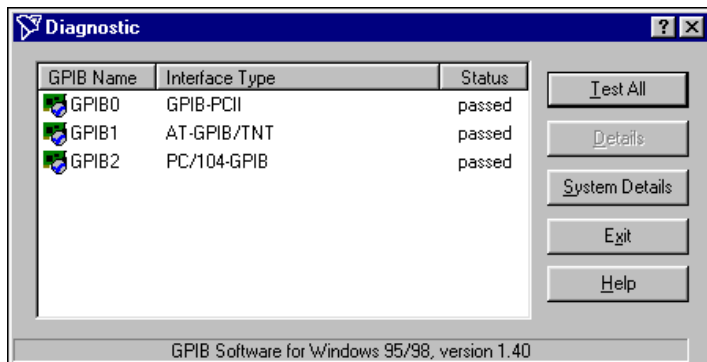 Diagnostic
GPIB Name Interface Type Status
GPIB0 GPIB-PCII passed
GPIB1 AT-GPIB/TNT passed
GPIB2 PC/104-GPIB passed
Test All
Details
System Details
Exit
Help
GPIB Software for Windows 95/98, version 1.40